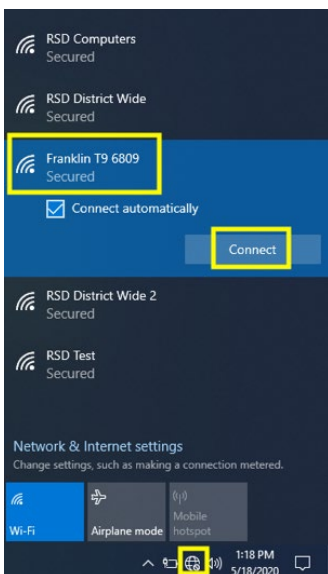 RSD Computers
Secured
RSD District Wide
Secured
Franklin T9 6809
Secured
Connect automatically
Connect
RSD District Wide 2
Secured
RSD Test
Secured
Network & Internet settings
Change settings, such as making a connection metered.
Wi-Fi
Airplane mode
Mobile
hotspot
1:18 PM
5/18/2020